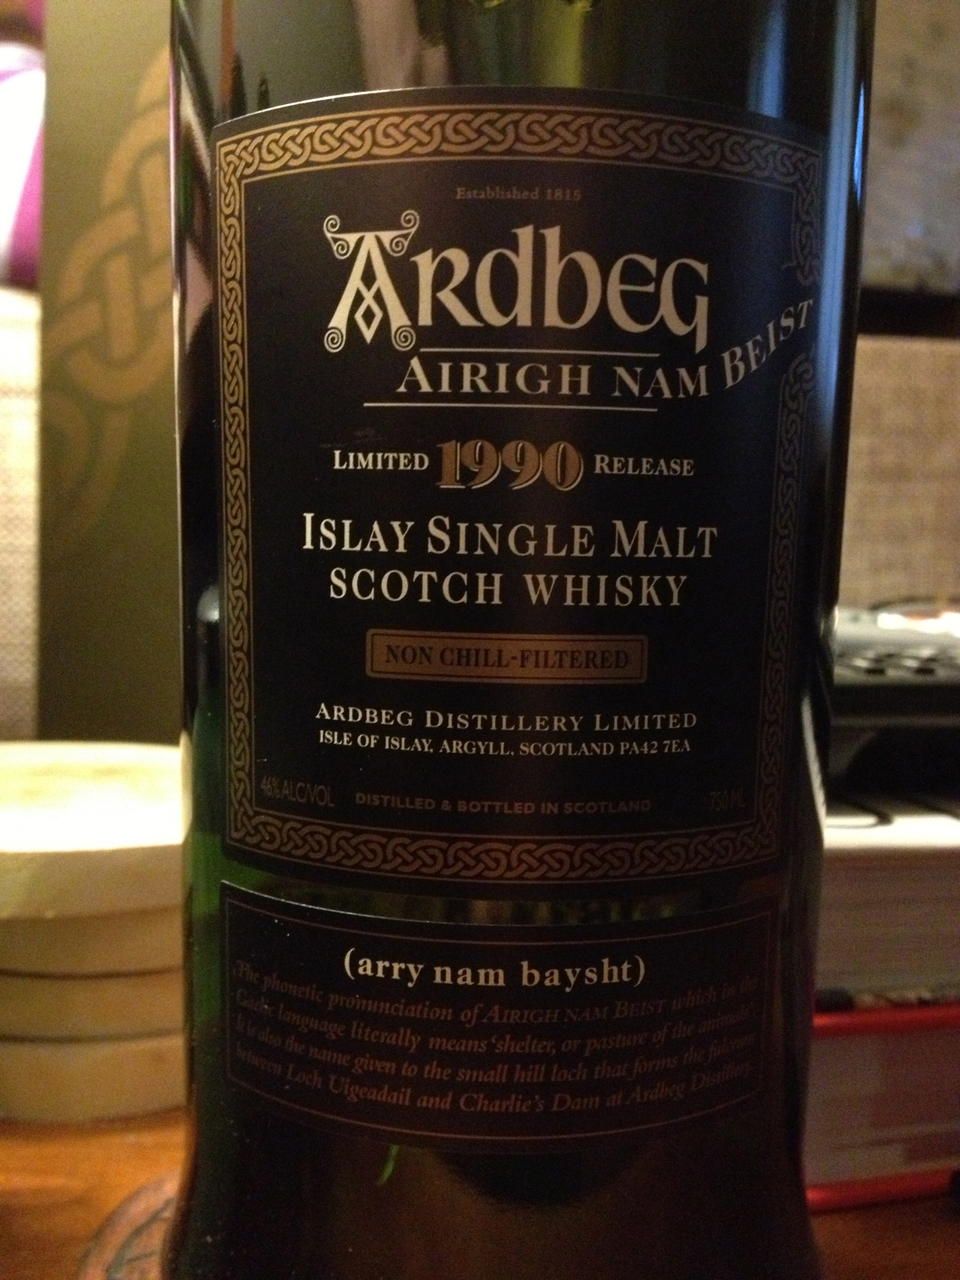 Established 1815
ARDBEG
AIRIGH NAM BEIST
LIMITED 1990 RELEASE
ISLAY SINGLE MALT
SCOTCH WHISKY
NON CHILL-FILTERED
ARDBEG DISTILLERY LIMITED
ISLE OF ISLAY, ARGYLL, SCOTLAND PA42 7EA
46% ALC/VOL DISTILLED & BOTTLED IN SCOTLAND 750 ML
(arry nam baysht)
The phonetic pronunciation of AIRIGH NAM BEIST which in the
Gaelic language literally means 'shelter, or pasture of the animals'.
It is also the name given to the small hill loch that forms the fulcrum
between Loch Uigeadail and Charlie's Dam at Ardbeg Distillery.